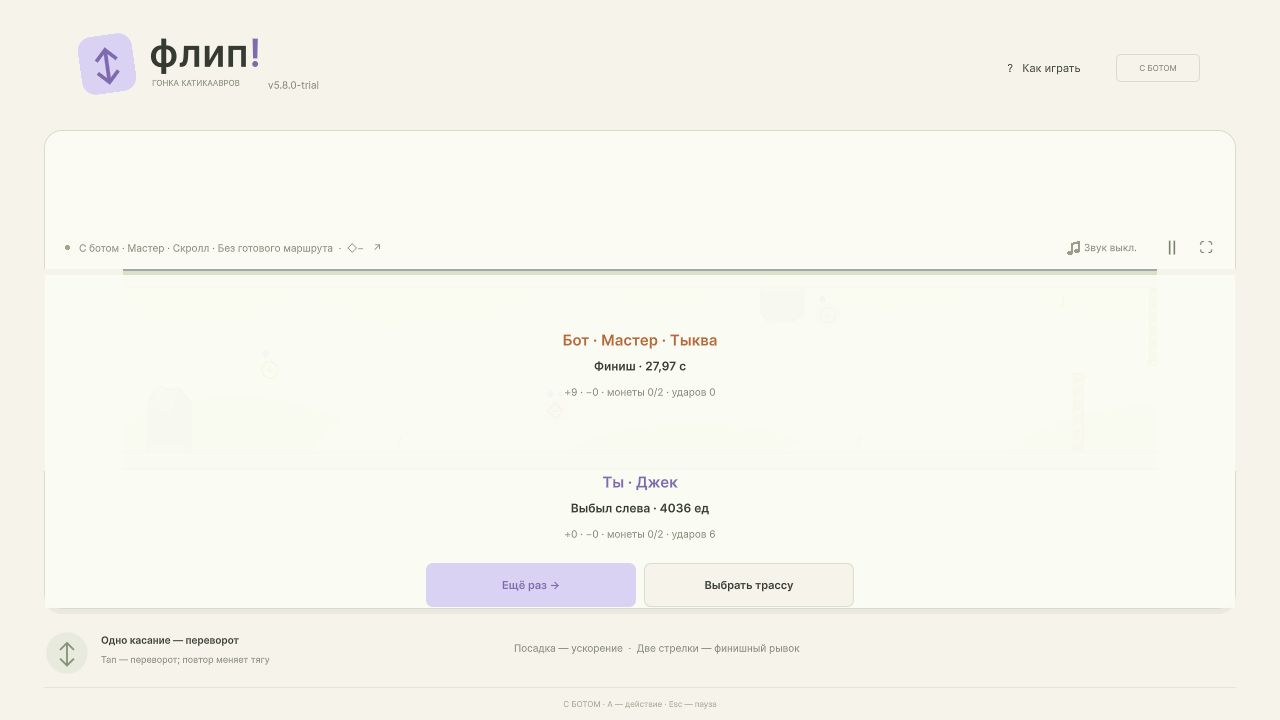 флип!
ГОНКА КАТИКААВРОВ
v5.8.0-trial
? Как играть
С БОТОМ
С ботом · Мастер · Скролл · Без готового маршрута · ◇– ↗
Звук выкл.
Бот · Мастер · Тыква
Финиш · 27,97 с
+9 · −0 · монеты 0/2 · ударов 0
Ты · Джек
Выбыл слева · 4036 ед
+0 · −0 · монеты 0/2 · ударов 6
Ещё раз →
Выбрать трассу
Одно касание — переворот
Тап — переворот; повтор меняет тягу
Посадка — ускорение · Две стрелки — финишный рывок
С БОТОМ · A — действие · Esc — пауза